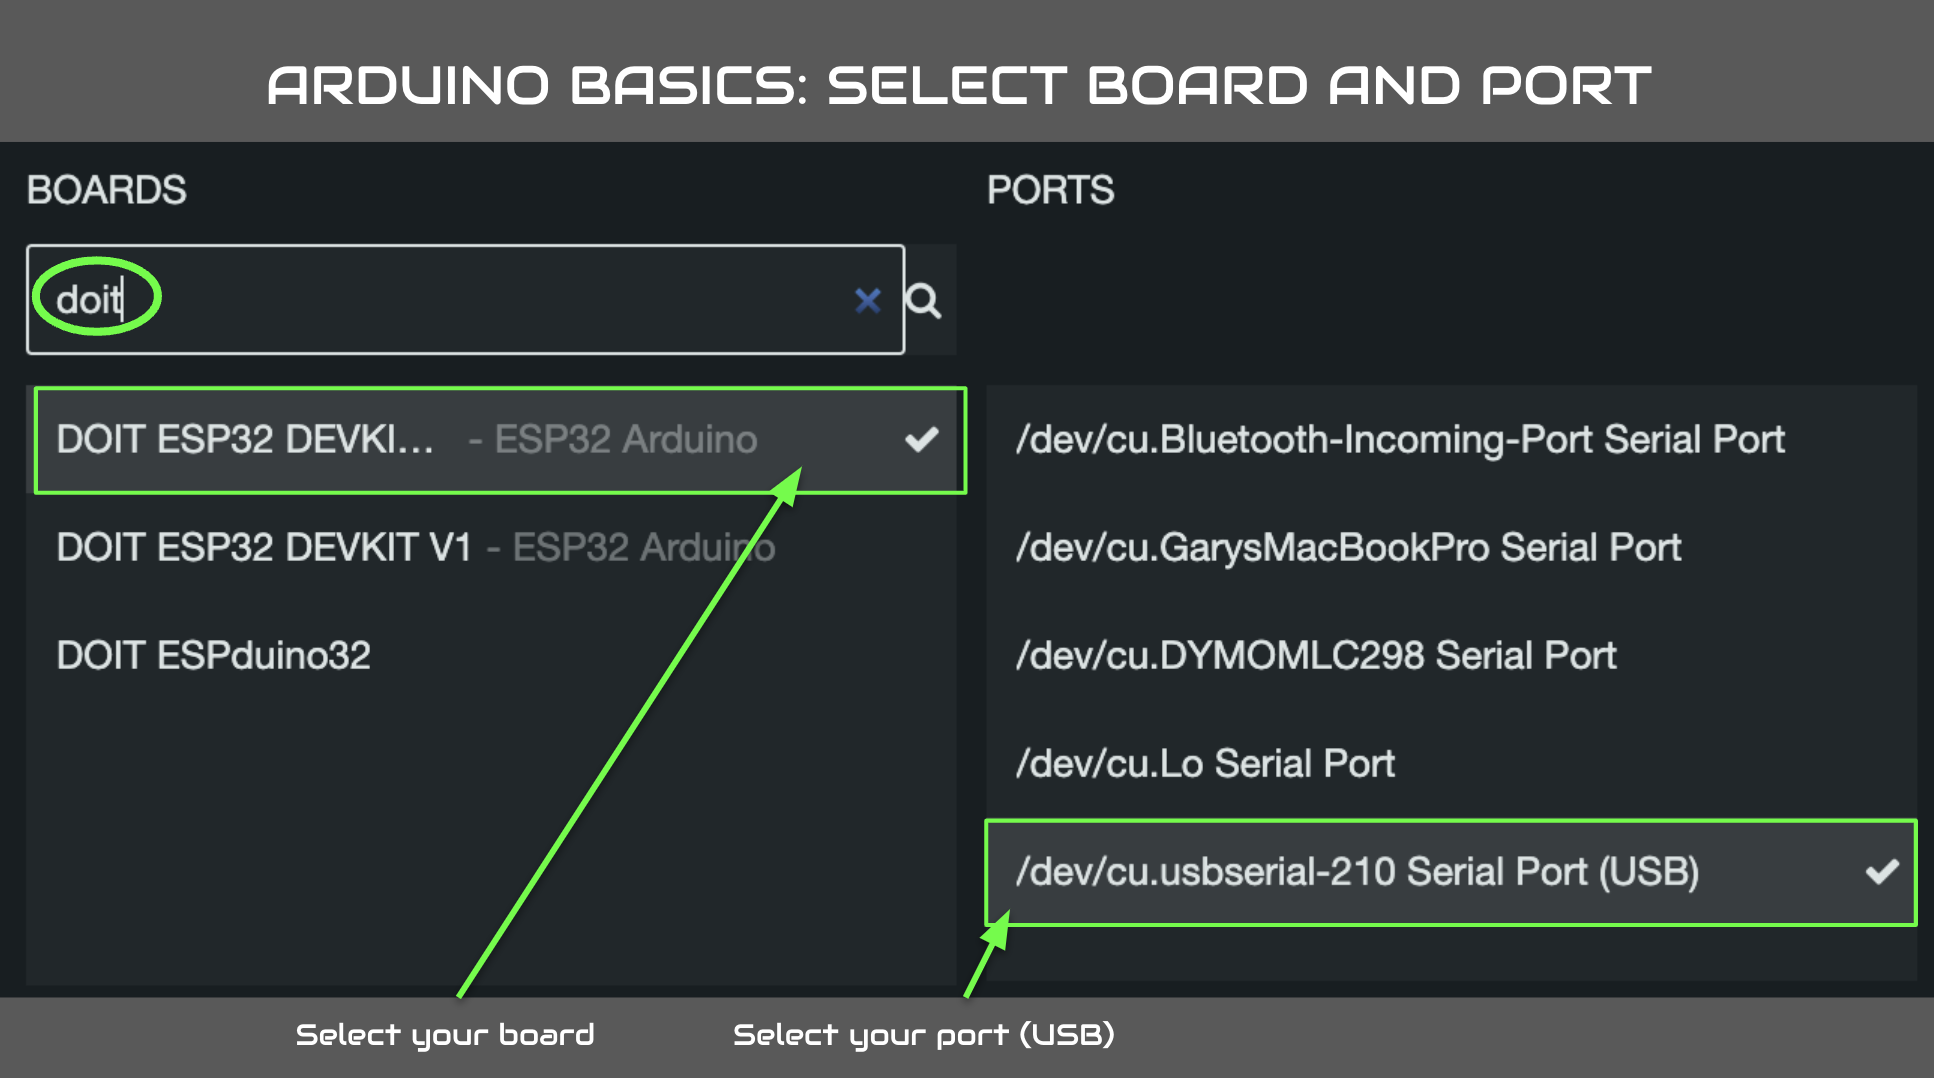 ARDUINO BASICS: SELECT BOARD AND PORT
BOARDS
doit
DOIT ESP32 DEVKI... - ESP32 Arduino
DOIT ESP32 DEVKIT V1 - ESP32 Arduino
DOIT ESPduino32
PORTS
/dev/cu.Bluetooth-Incoming-Port Serial Port
/dev/cu.GarysMacBookPro Serial Port
/dev/cu.DYMOMLC298 Serial Port
/dev/cu.Lo Serial Port
/dev/cu.usbserial-210 Serial Port (USB)
Select your board
Select your port (USB)